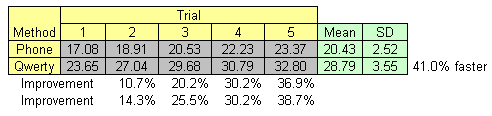 Trial
Method 1 2 3 4 5 Mean SD
Phone 17.08 18.91 20.53 22.23 23.37 20.43 2.52
Qwerty 23.65 27.04 29.68 30.79 32.80 28.79 3.55 41.0% faster
Improvement 10.7% 20.2% 30.2% 36.9%
Improvement 14.3% 25.5% 30.2% 38.7%